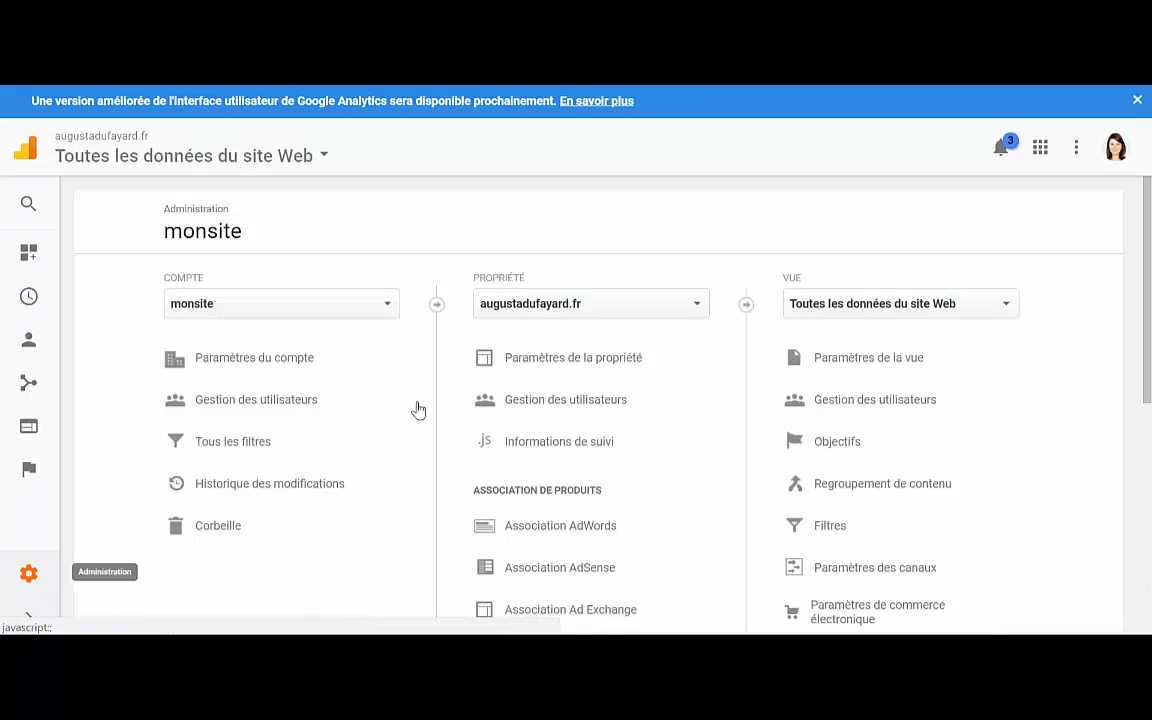 Une version améliorée de l'interface utilisateur de Google Analytics sera disponible prochainement. En savoir plus
augustadufayard.fr
Toutes les données du site Web
3
Administration
monsite
COMPTE
monsite
Paramètres du compte
Gestion des utilisateurs
Tous les filtres
Historique des modifications
Corbeille
PROPRIÉTÉ
augustadufayard.fr
Paramètres de la propriété
Gestion des utilisateurs
.js Informations de suivi
ASSOCIATION DE PRODUITS
Association AdWords
Association AdSense
Association Ad Exchange
VUE
Toutes les données du site Web
Paramètres de la vue
Gestion des utilisateurs
Objectifs
Regroupement de contenu
Filtres
Paramètres des canaux
Paramètres de commerce
électronique
Administration
javascript:;